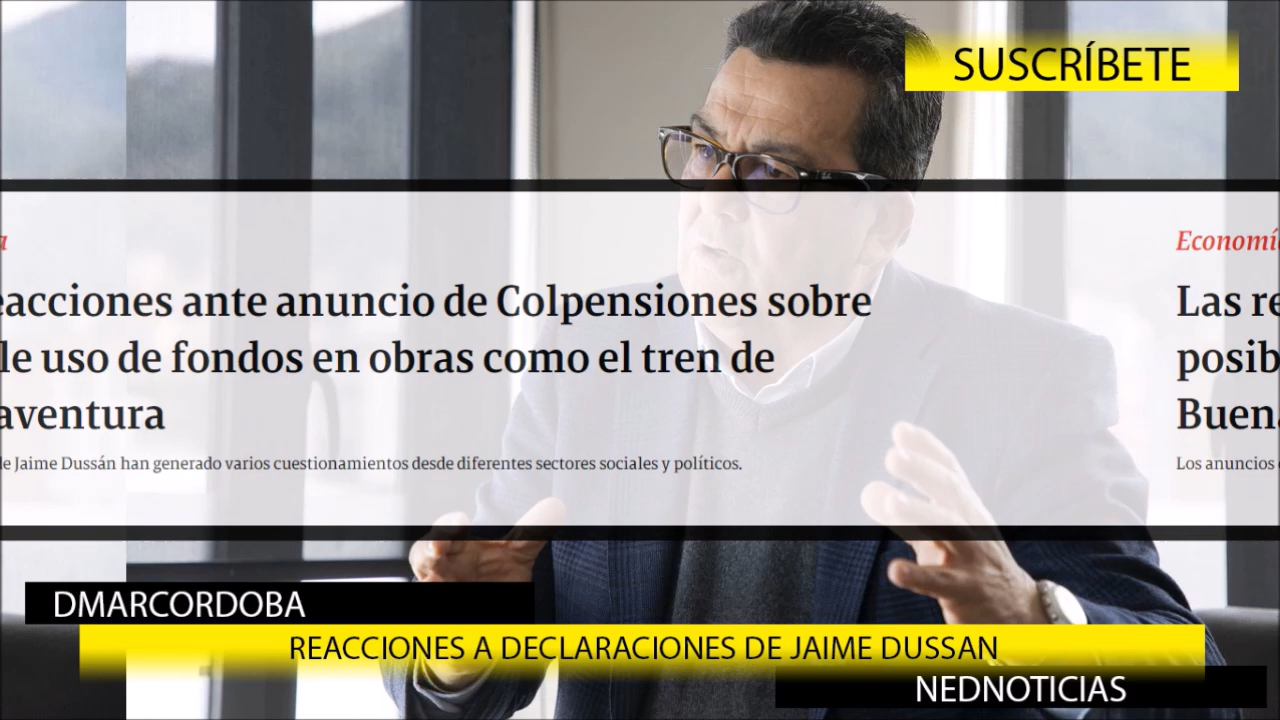 SUSCRÍBETE
Economí
eacciones ante anuncio de Colpensiones sobre
le uso de fondos en obras como el tren de
aventura
de Jaime Dussán han generado varios cuestionamientos desde diferentes sectores sociales y políticos.
Las re
posib
Buena
Los anuncios
DMARCORDOBA
REACCIONES A DECLARACIONES DE JAIME DUSSAN
NEDNOTICIAS